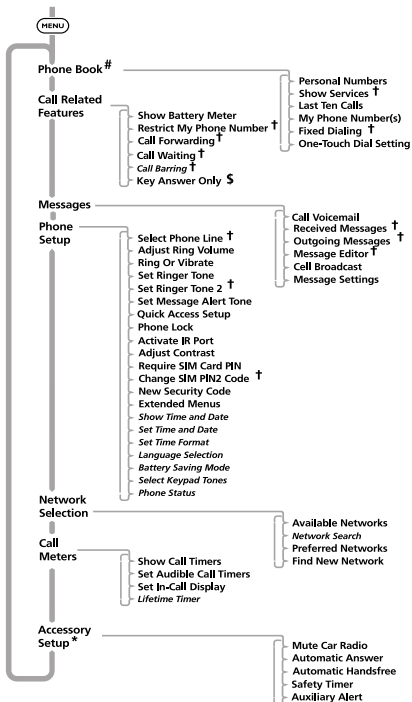 MENU
Phone Book #
Personal Numbers
Show Services †
Last Ten Calls
My Phone Number(s)
Fixed Dialing †
One-Touch Dial Setting
Call Related
Features
Show Battery Meter
Restrict My Phone Number †
Call Forwarding †
Call Waiting †
Call Barring †
Key Answer Only $
Messages
Call Voicemail
Received Messages †
Outgoing Messages †
Message Editor †
Cell Broadcast
Message Settings
Phone
Setup
Select Phone Line †
Adjust Ring Volume
Ring Or Vibrate
Set Ringer Tone
Set Ringer Tone 2 †
Set Message Alert Tone
Quick Access Setup
Phone Lock
Activate IR Port
Adjust Contrast
Require SIM Card PIN
Change SIM PIN2 Code †
New Security Code
Extended Menus
Show Time and Date
Set Time and Date
Set Time Format
Language Selection
Battery Saving Mode
Select Keypad Tones
Phone Status
Network
Selection
Available Networks
Network Search
Preferred Networks
Find New Network
Call
Meters
Show Call Timers
Set Audible Call Timers
Set In-Call Display
Lifetime Timer
Accessory
Setup *
Mute Car Radio
Automatic Answer
Automatic Handsfree
Safety Timer
Auxiliary Alert